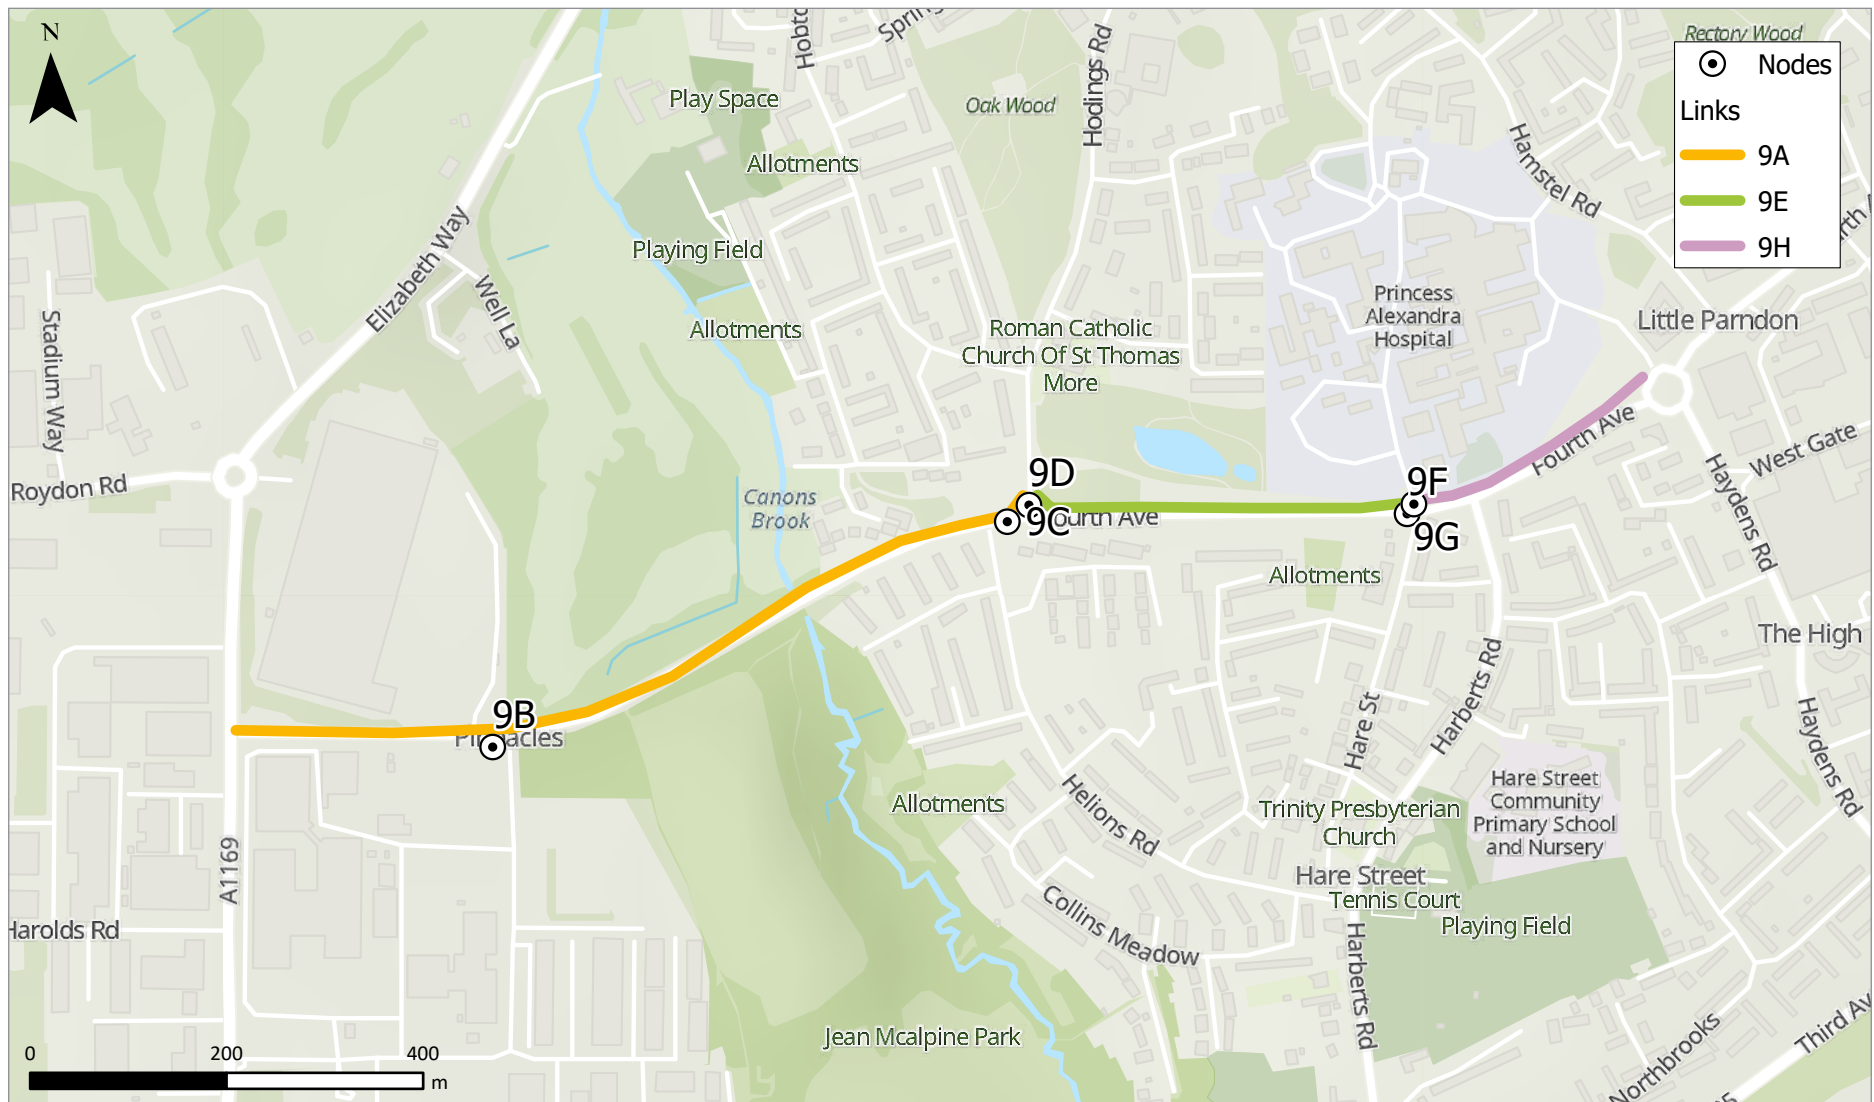 N
Hobto
Spring
Hodings Rd
Rectory Wood
Nodes
Links
9A
9E
9H
Play Space
Oak Wood
Allotments
Hamstel Rd
Elizabeth Way
Playing Field
Well La
Allotments
Stadium Way
Roman Catholic
Church Of St Thomas
More
Princess
Alexandra
Hospital
Little Parndon
Roydon Rd
Canons
Brook
9D
9C
Fourth Ave
9F
9G
Fourth Ave
West Gate
Haydens Rd
Allotments
The High
9B
Pinnacles
Hare St
Harberts Rd
Haydens Rd
A1169
Allotments
Helions Rd
Trinity Presbyterian
Church
Hare Street
Community
Primary School
and Nursery
Hare Street
Tennis Court
Playing Field
Harolds Rd
Collins Meadow
Harberts Rd
Jean Mcalpine Park
Northbrooks
Third Av
0 200 400
m